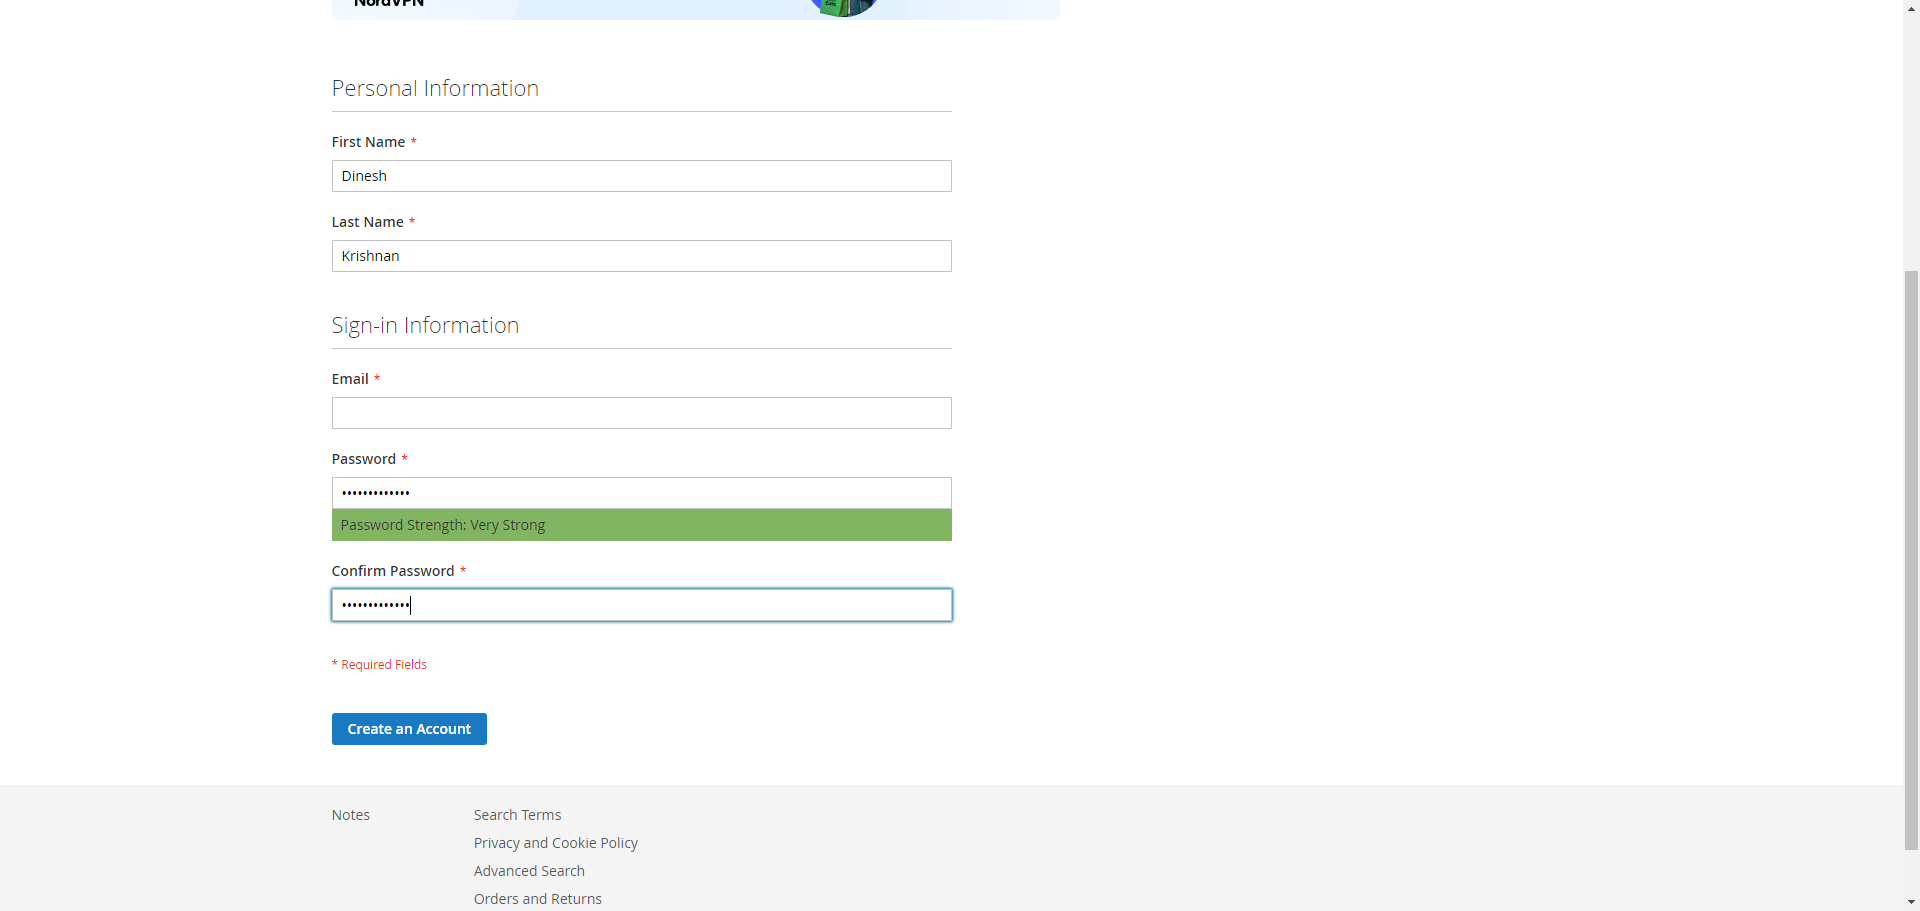 NordVPN
Personal Information
First Name *
Dinesh
Last Name *
Krishnan
Sign-in Information
Email *
Password *
•••••••••••••
Password Strength: Very Strong
Confirm Password *
•••••••••••••
* Required Fields
Create an Account
Notes
Search Terms
Privacy and Cookie Policy
Advanced Search
Orders and Returns